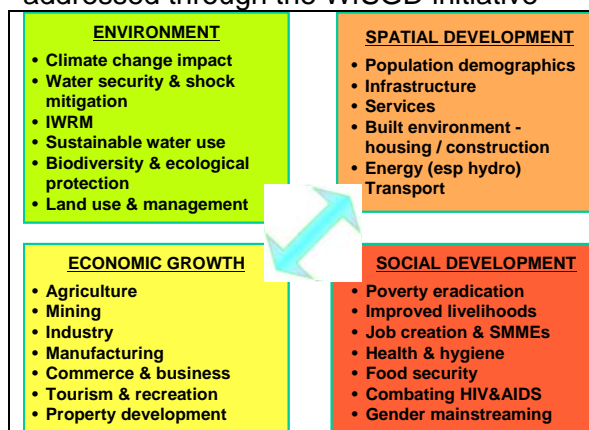 addressed through the WfSGD initiative
ENVIRONMENT
• Climate change impact
• Water security & shock
mitigation
• IWRM
• Sustainable water use
• Biodiversity & ecological
protection
• Land use & management
SPATIAL DEVELOPMENT
• Population demographics
• Infrastructure
• Services
• Built environment -
housing / construction
• Energy (esp hydro)
Transport
ECONOMIC GROWTH
• Agriculture
• Mining
• Industry
• Manufacturing
• Commerce & business
• Tourism & recreation
• Property development
SOCIAL DEVELOPMENT
• Poverty eradication
• Improved livelihoods
• Job creation & SMMEs
• Health & hygiene
• Food security
• Combating HIV&AIDS
• Gender mainstreaming